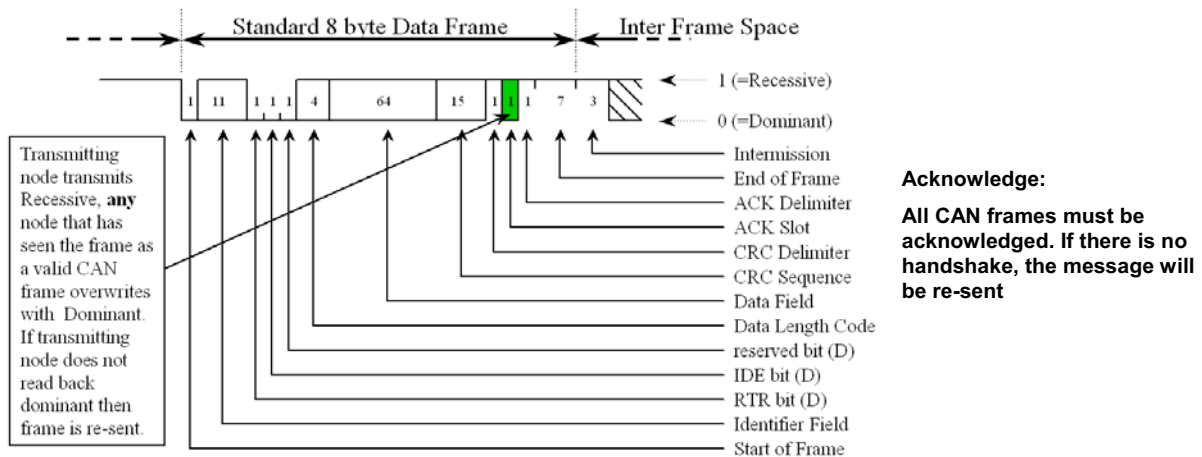 Standard 8 byte Data Frame
Inter Frame Space
1 (=Recessive)
1 11 1 1 1 4 64 15 1 1 1 7 3
0 (=Dominant)
Transmitting
node transmits
Recessive, any
node that has
seen the frame as
a valid CAN
frame overwrites
with Dominant.
If transmitting
node does not
read back
dominant then
frame is re-sent.
Intermission
End of Frame
ACK Delimiter
ACK Slot
CRC Delimiter
CRC Sequence
Data Field
Data Length Code
reserved bit (D)
IDE bit (D)
RTR bit (D)
Identifier Field
Start of Frame
Acknowledge:
All CAN frames must be
acknowledged. If there is no
handshake, the message will
be re-sent